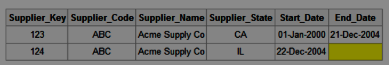 Supplier_Key Supplier_Code Supplier_Name Supplier_State Start_Date End_Date
123 ABC Acme Supply Co CA 01-Jan-2000 21-Dec-2004
124 ABC Acme Supply Co IL 22-Dec-2004